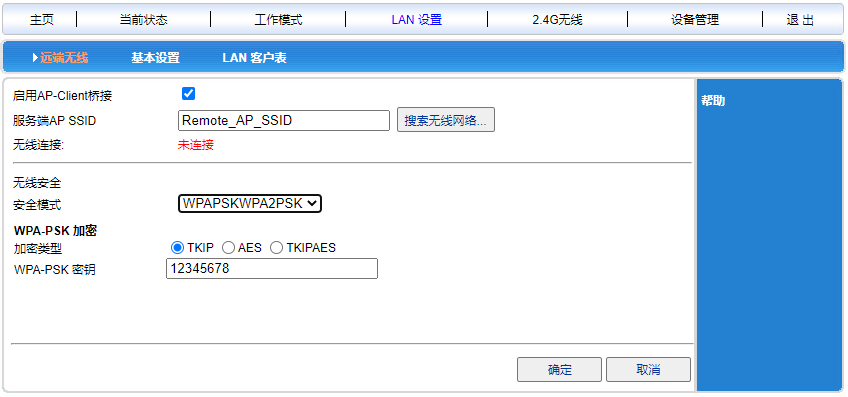 主页 当前状态 工作模式 LAN 设置 2.4G无线 设备管理 退 出
远端无线 基本设置 LAN 客户表
启用AP-Client桥接
帮助
服务端AP SSID Remote_AP_SSID 搜索无线网络...
无线连接: 未连接
无线安全
安全模式 WPAPSKWPA2PSK
WPA-PSK 加密
加密类型 TKIP AES TKIPAES
WPA-PSK 密钥 12345678
确定 取消